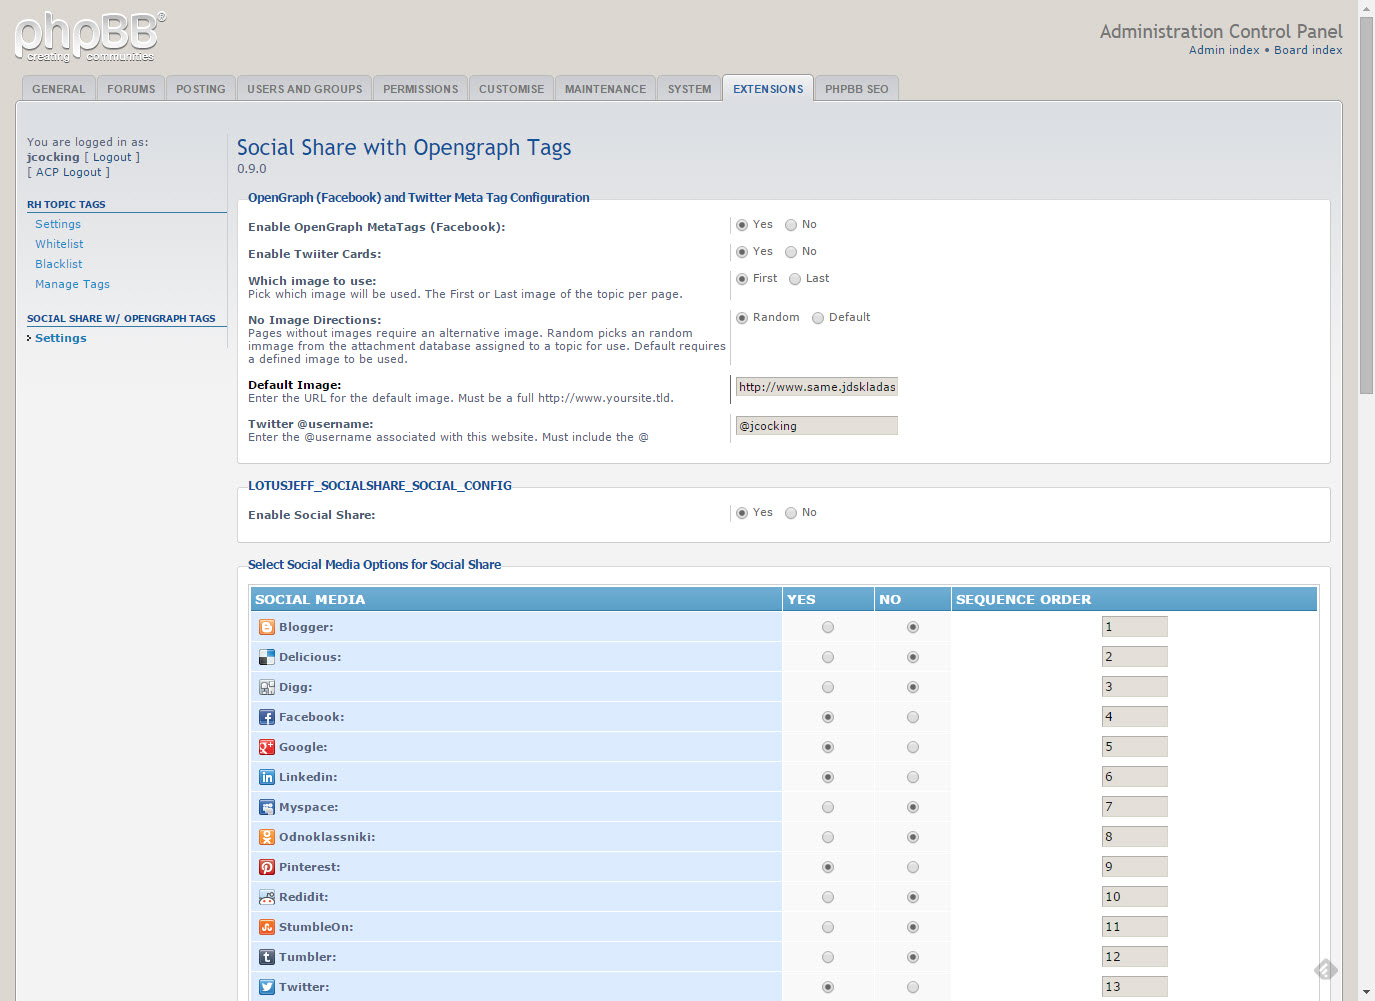 phpBB®
creating communities
Administration Control Panel
Admin index • Board index
GENERAL FORUMS POSTING USERS AND GROUPS PERMISSIONS CUSTOMISE MAINTENANCE SYSTEM EXTENSIONS PHPBB SEO
You are logged in as:
jcocking [ Logout ]
[ ACP Logout ]
RH TOPIC TAGS
Settings
Whitelist
Blacklist
Manage Tags
SOCIAL SHARE W/ OPENGRAPH TAGS
Settings
Social Share with Opengraph Tags
0.9.0
OpenGraph (Facebook) and Twitter Meta Tag Configuration
Enable OpenGraph MetaTags (Facebook): Yes No
Enable Twiiter Cards: Yes No
Which image to use: First Last
Pick which image will be used. The First or Last image of the topic per page.
No Image Directions: Random Default
Pages without images require an alternative image. Random picks an random
immage from the attachment database assigned to a topic for use. Default requires
a defined image to be used.
Default Image: http://www.same.jdskladas
Enter the URL for the default image. Must be a full http://www.yoursite.tld.
Twitter @username: @jcocking
Enter the @username associated with this website. Must include the @
LOTUSJEFF_SOCIALSHARE_SOCIAL_CONFIG
Enable Social Share: Yes No
Select Social Media Options for Social Share
SOCIAL MEDIA YES NO SEQUENCE ORDER
Blogger: 1
Delicious: 2
Digg: 3
Facebook: 4
Google: 5
Linkedin: 6
Myspace: 7
Odnoklassniki: 8
Pinterest: 9
Redidit: 10
StumbleOn: 11
Tumbler: 12
Twitter: 13